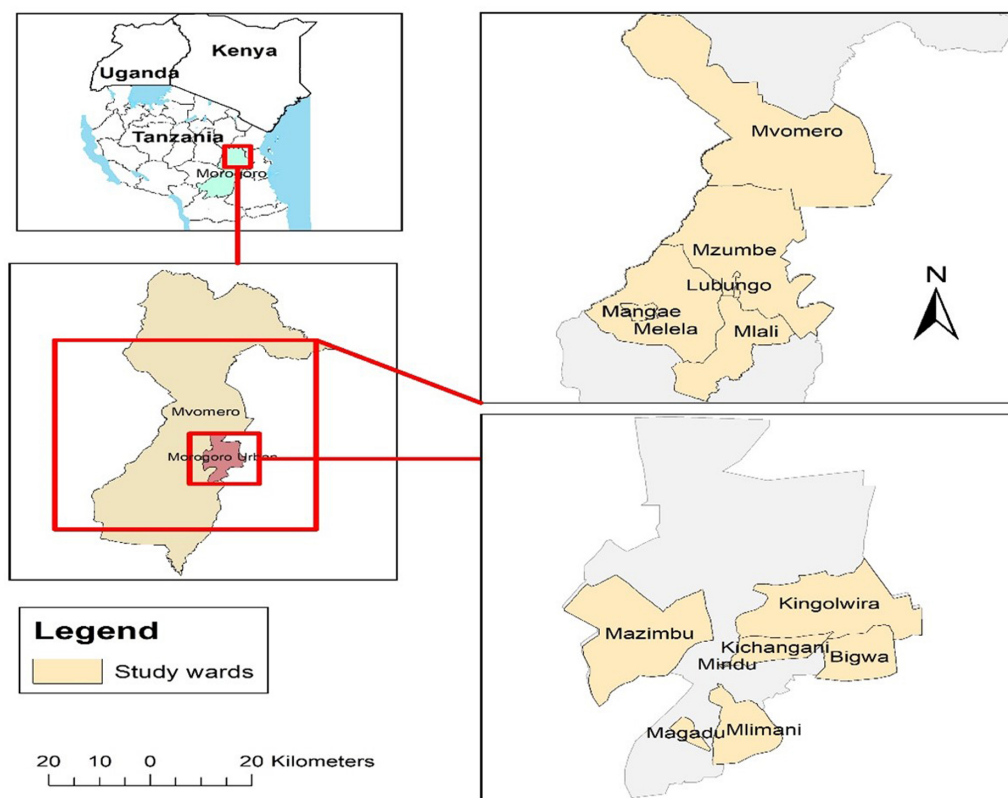 Kenya
Uganda
Tanzania
Morogoro
Mvomero
Morogoro Urban
Legend
Study wards
20 10 0 20 Kilometers
Mvomero
Mzumbe
Lubungo
Mangae
Melela
Mlali
N
Kingolwira
Mazimbu
Kichangani
Mindu
Bigwa
Magadu
Mlimani